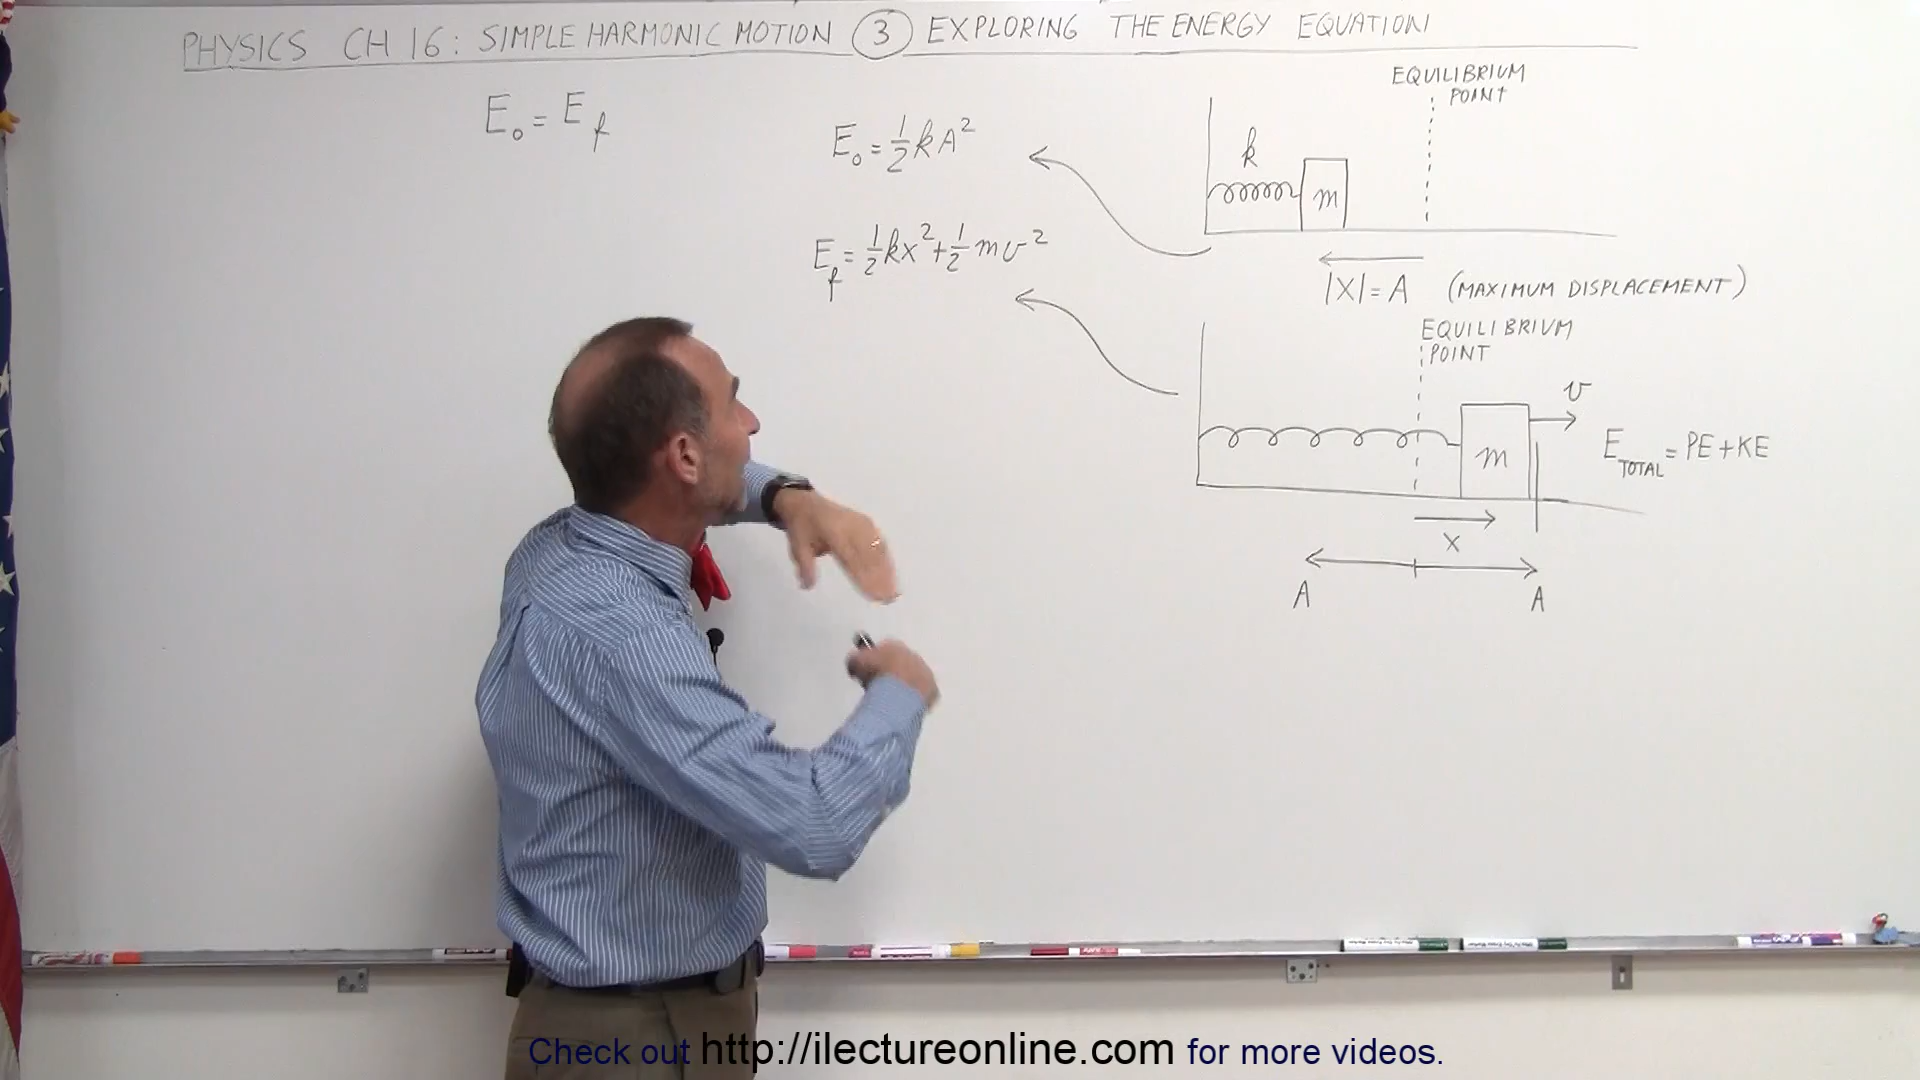 PHYSICS CH 16: SIMPLE HARMONIC MOTION ③ EXPLORING THE ENERGY EQUATION
E₀ = E_f
E₀ = ½kA²
E_f = ½kx² + ½mv²
EQUILIBRIUM
POINT
k
m
|X| = A (MAXIMUM DISPLACEMENT)
EQUILIBRIUM
POINT
v
m
E_TOTAL = PE + KE
X
A A
Check out http://ilectureonline.com for more videos.